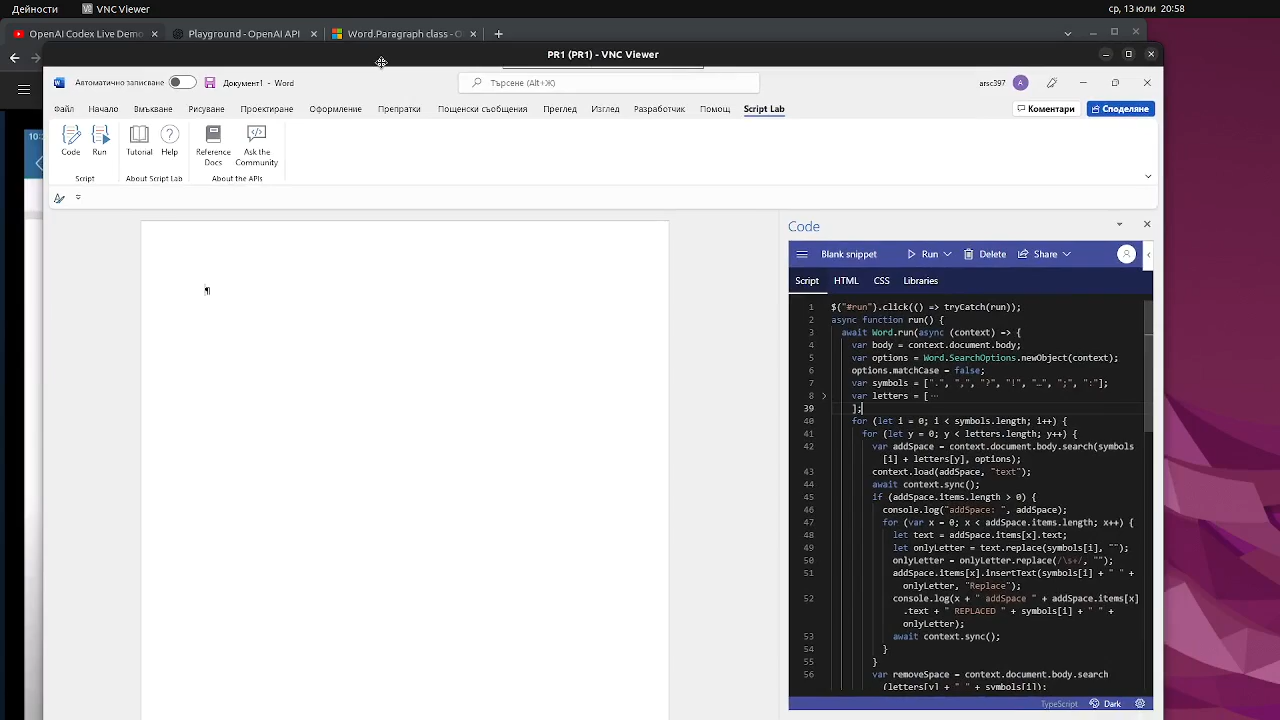 Дейности
VNC Viewer
ср, 13 юли 20:58
OpenAI Codex Live Demo
Playground - OpenAI API
Word.Paragraph class - O
PR1 (PR1) - VNC Viewer
Автоматично записване
Документ1 - Word
Търсене (Alt+Ж)
arsc397
A
Файл
Начало
Вмъкване
Рисуване
Проектиране
Оформление
Препратки
Пощенски съобщения
Преглед
Изглед
Разработчик
Помощ
Script Lab
Коментари
Споделяне
Code
Run
Tutorial
Help
Reference Docs
Ask the Community
Script
About Script Lab
About the APIs
¶
Code
Blank snippet
Run
Delete
Share
Script
HTML
CSS
Libraries
1 $("#run").click(() => tryCatch(run));
2 async function run() {
3 await Word.run(async (context) => {
4 var body = context.document.body;
5 var options = Word.SearchOptions.newObject(context);
6 options.matchCase = false;
7 var symbols = [".", ",", "?", "!", "…", ";", ":"];
8 var letters = [ ···
39 ];
40 for (let i = 0; i < symbols.length; i++) {
41 for (let y = 0; y < letters.length; y++) {
42 var addSpace = context.document.body.search(symbols
[i] + letters[y], options);
43 context.load(addSpace, "text");
44 await context.sync();
45 if (addSpace.items.length > 0) {
46 console.log("addSpace: ", addSpace);
47 for (var x = 0; x < addSpace.items.length; x++) {
48 let text = addSpace.items[x].text;
49 let onlyLetter = text.replace(symbols[i], "");
50 onlyLetter = onlyLetter.replace(/\s+/, "");
51 addSpace.items[x].insertText(symbols[i] + " " +
onlyLetter, "Replace");
52 console.log(x + " addSpace " + addSpace.items[x]
.text + " REPLACED " + symbols[i] + " " +
onlyLetter);
53 await context.sync();
54 }
55 }
56 var removeSpace = context.document.body.search
(letters[y] + " " + symbols[i]);
TypeScript
Dark